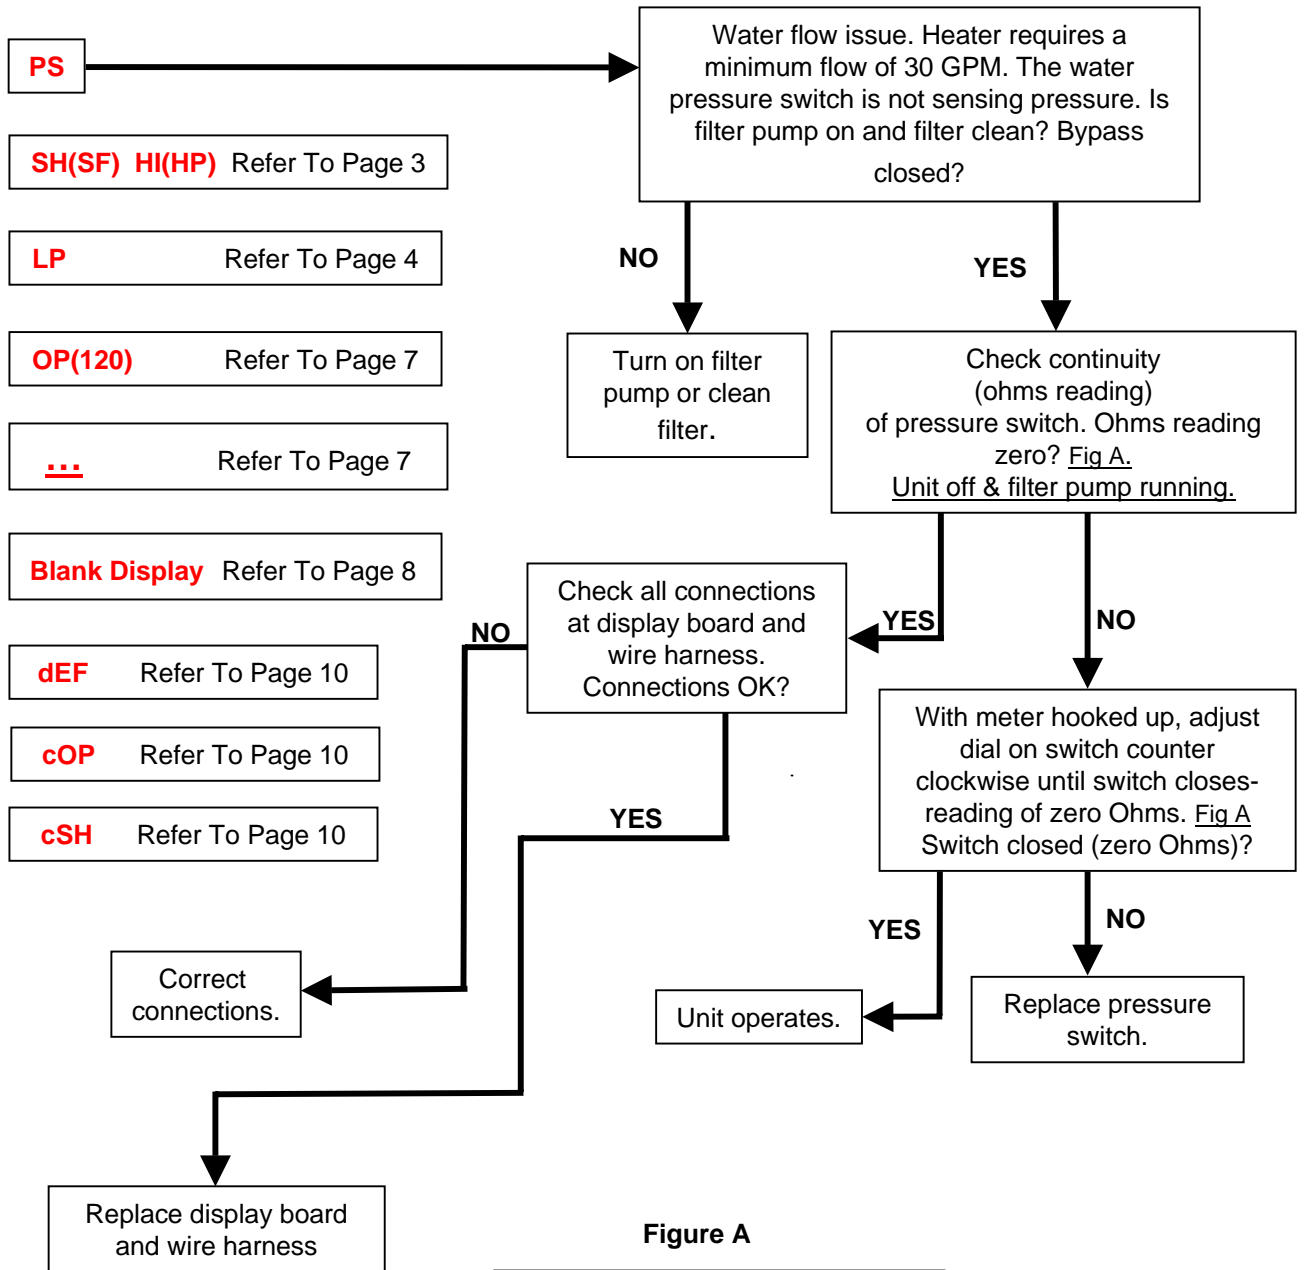 PS
Water flow issue. Heater requires a
minimum flow of 30 GPM. The water
pressure switch is not sensing pressure. Is
filter pump on and filter clean? Bypass
closed?
SH(SF) HI(HP) Refer To Page 3
LP Refer To Page 4
NO
YES
OP(120) Refer To Page 7
Turn on filter
pump or clean
filter.
Check continuity
(ohms reading)
of pressure switch. Ohms reading
zero? Fig A.
Unit off & filter pump running.
... Refer To Page 7
Blank Display Refer To Page 8
Check all connections
at display board and
wire harness.
Connections OK?
NO
YES
NO
dEF Refer To Page 10
cOP Refer To Page 10
cSH Refer To Page 10
With meter hooked up, adjust
dial on switch counter
clockwise until switch closes-
reading of zero Ohms. Fig A
Switch closed (zero Ohms)?
YES
YES
NO
Correct
connections.
Unit operates.
Replace pressure
switch.
Replace display board
and wire harness
Figure A